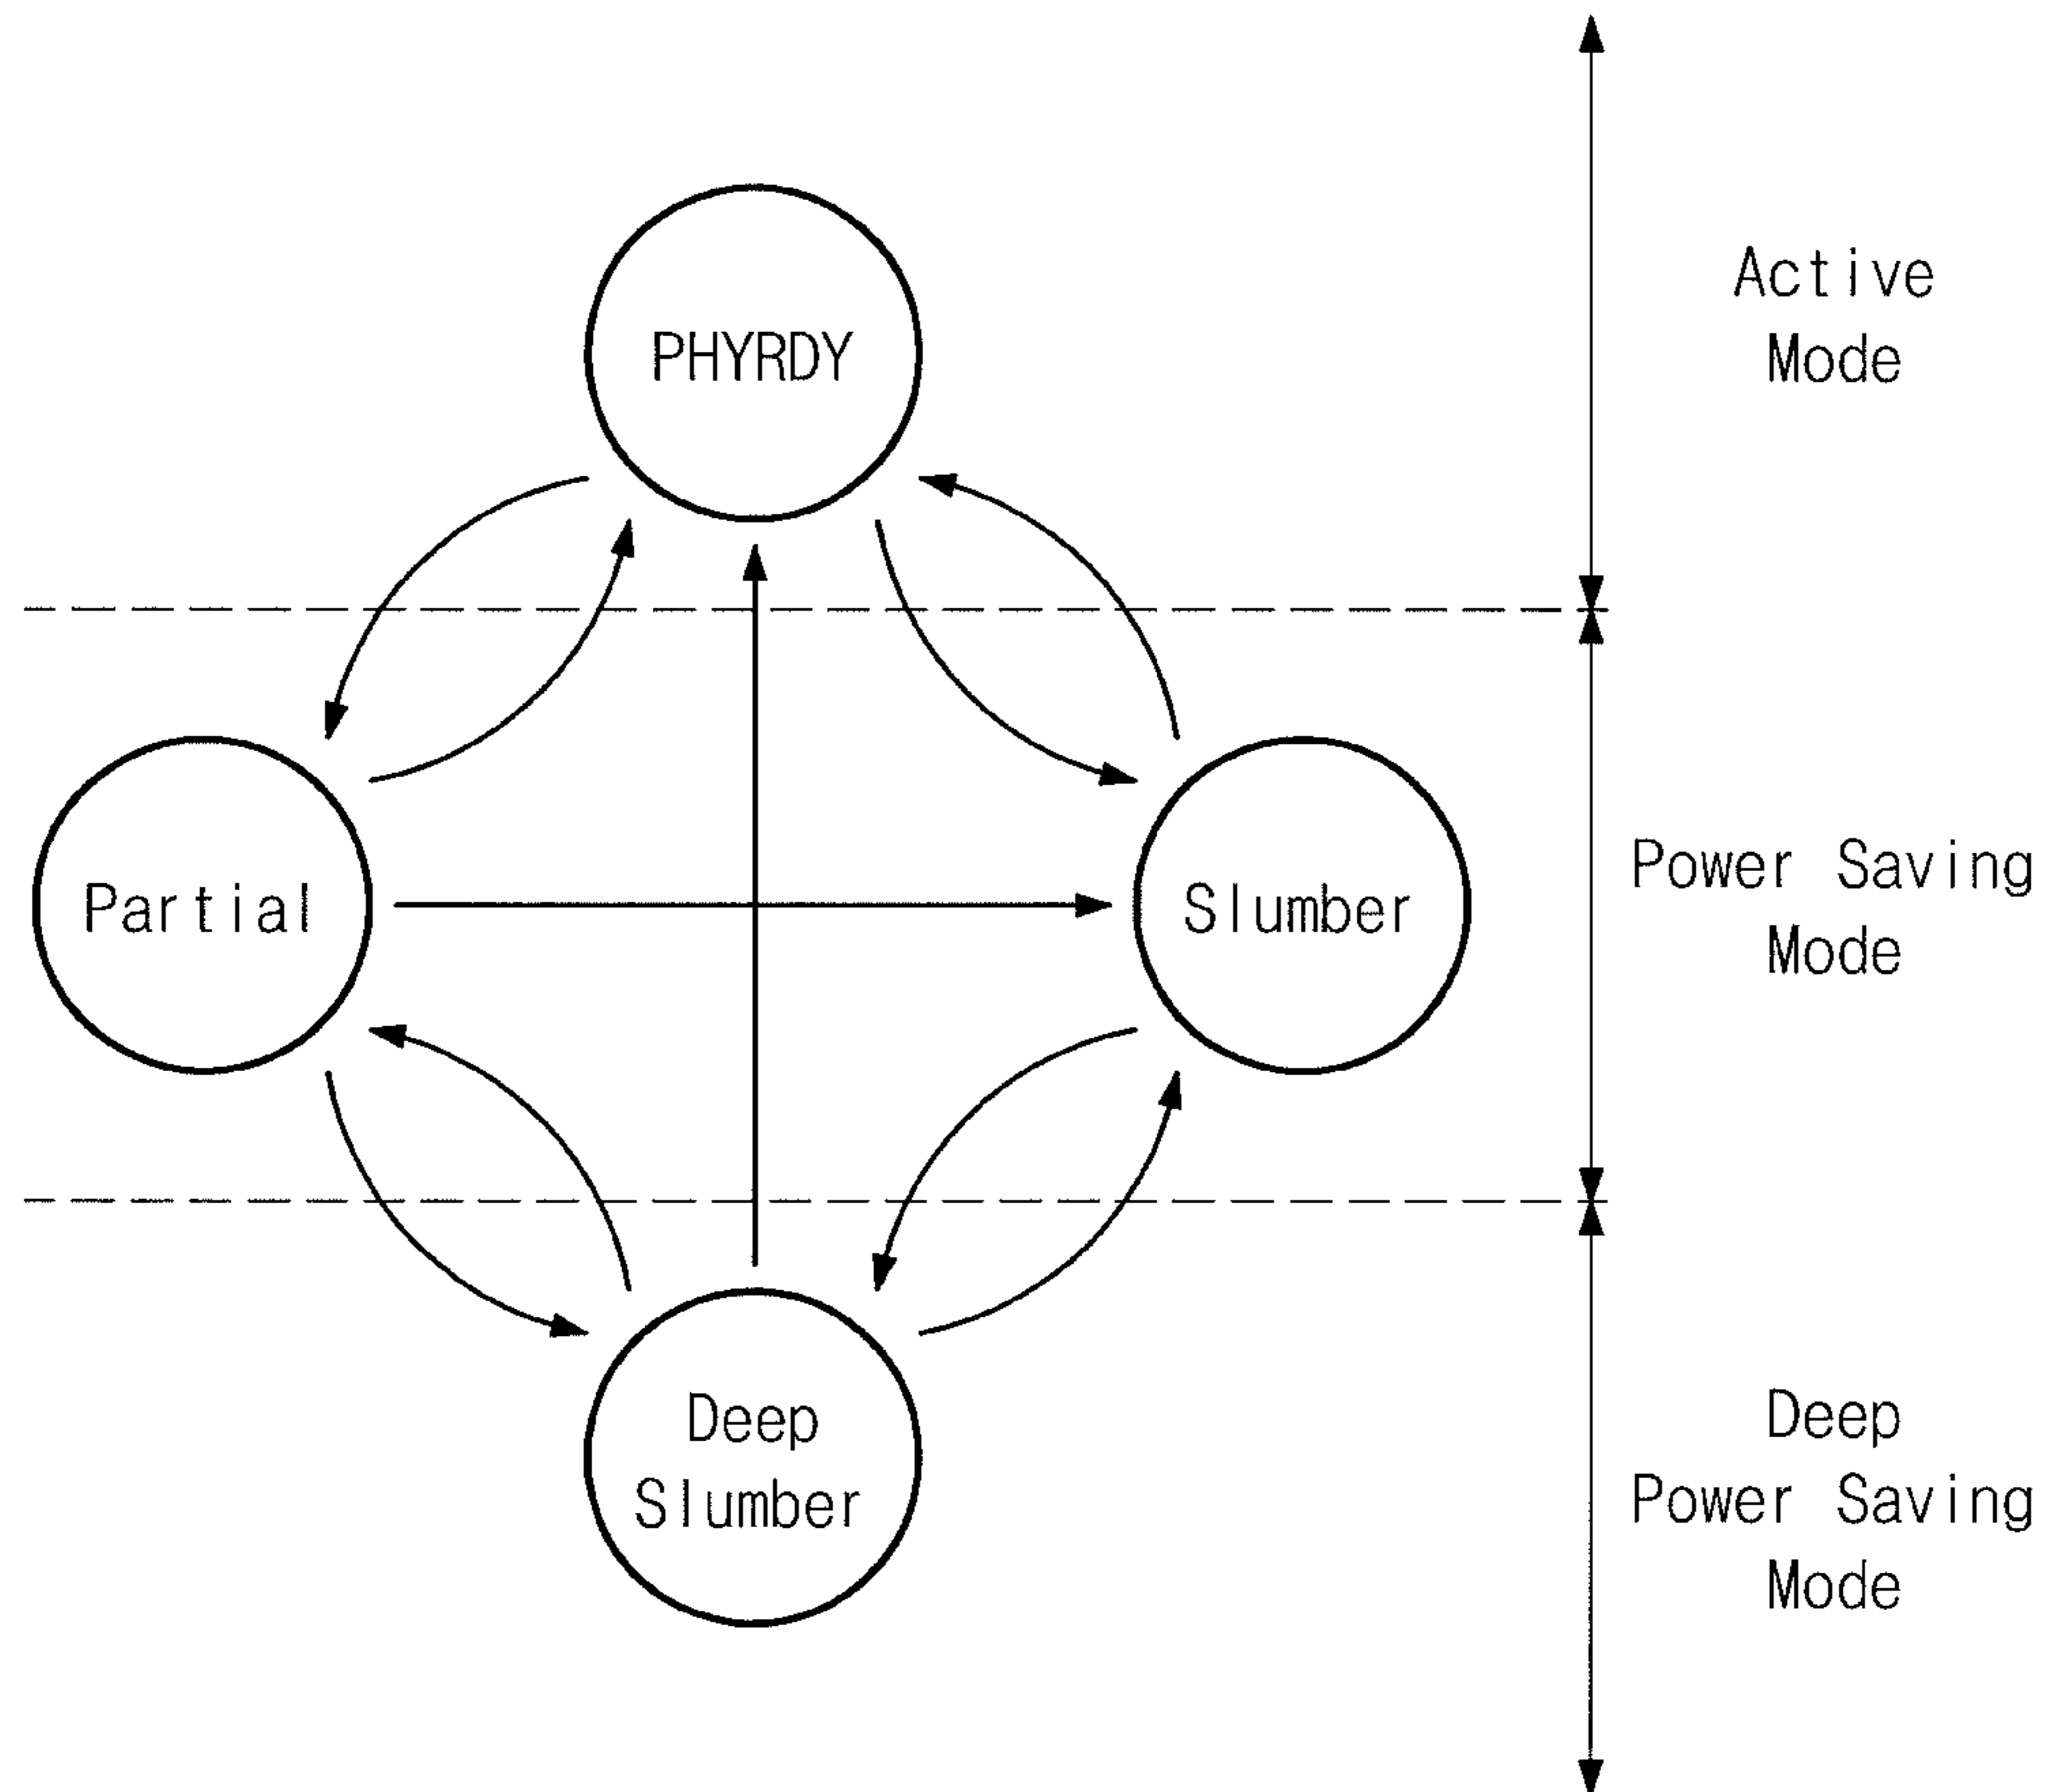 PHYRDY
Active
Mode
Partial
Slumber
Power Saving
Mode
Deep
Slumber
Deep
Power Saving
Mode